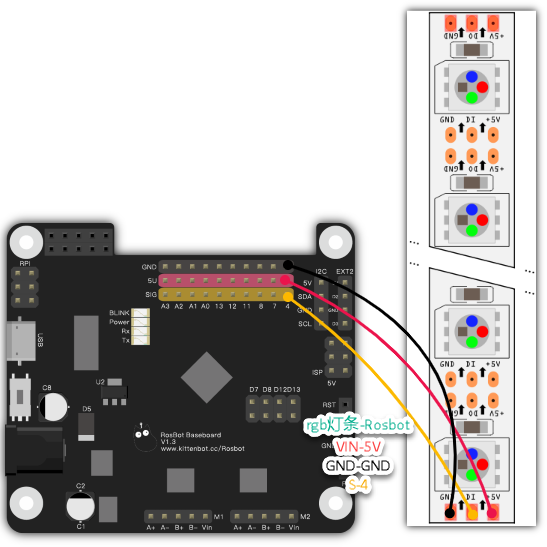 GND DO +5V
GND DI +5V
GND DO +5V
RPI
GND
5U
SIG
A3 A2 A1 A0 13 12 11 8 7 4
I2C EXT2
5V
SDA
GND
SCL
BLINK
Power
Rx
Tx
USB
ISP
5V
U2
C8
D5
D7 D8 D12 D13
RST
RosBot Baseboard
V1.3
www.kittenbot.cc/Rosbot
C2
C1
A+ A- B+ B- Vin M1
A+ A- B+ B- Vin M2
rgb灯条-Rosbot
VIN-5V
GND-GND
S-4
GND DI +5V
GND DO +5V
GND DI +5V